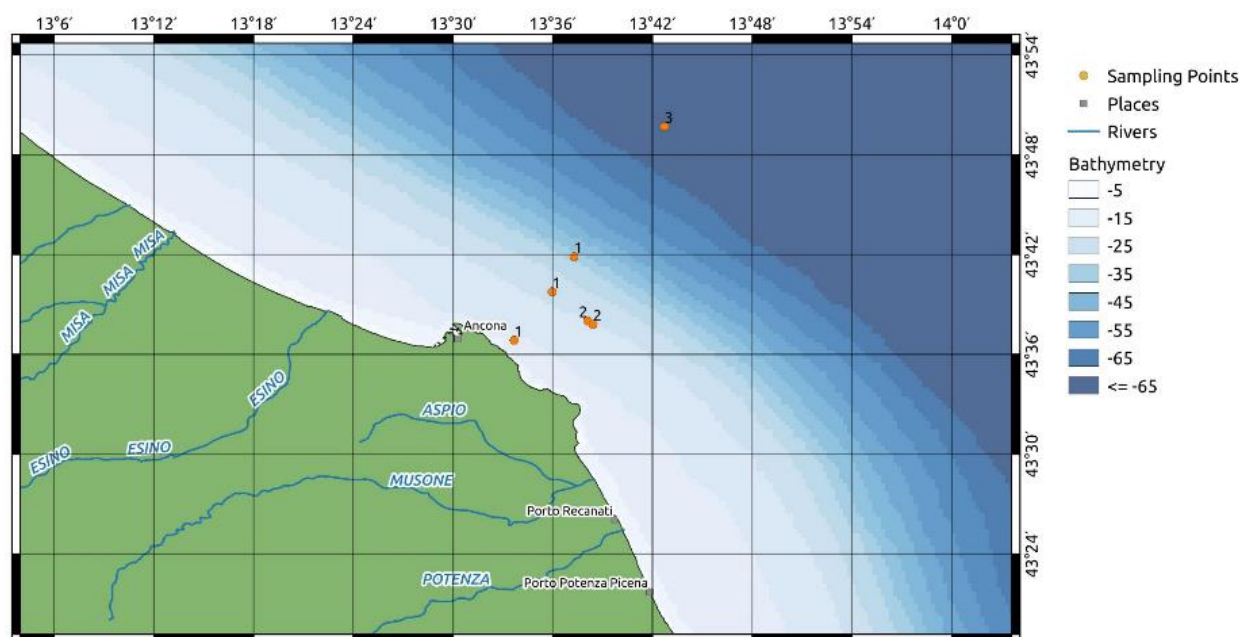 13°6' 13°12' 13°24' 13°30' 13°36' 13°42' 13°48' 13°54' 14°0'
43°54'
43°48'
43°42'
43°36'
43°30'
43°24'
3
1
1
2 2
1
Ancona
MISA
MISA
MISA
ESINO
ESINO
ESINO
ASPIO
MUSONE
Porto Recanati
POTENZA
Porto Potenza Picena
Sampling Points
Places
Rivers
Bathymetry
-5
-15
-25
-35
-45
-55
-65
<= -65